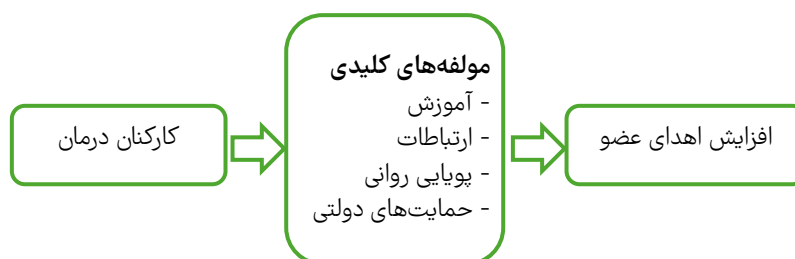 کارکنان درمان
مولفه‌های کلیدی
- آموزش
- ارتباطات
- پویایی روانی
- حمایت‌های دولتی
افزایش اهدای عضو